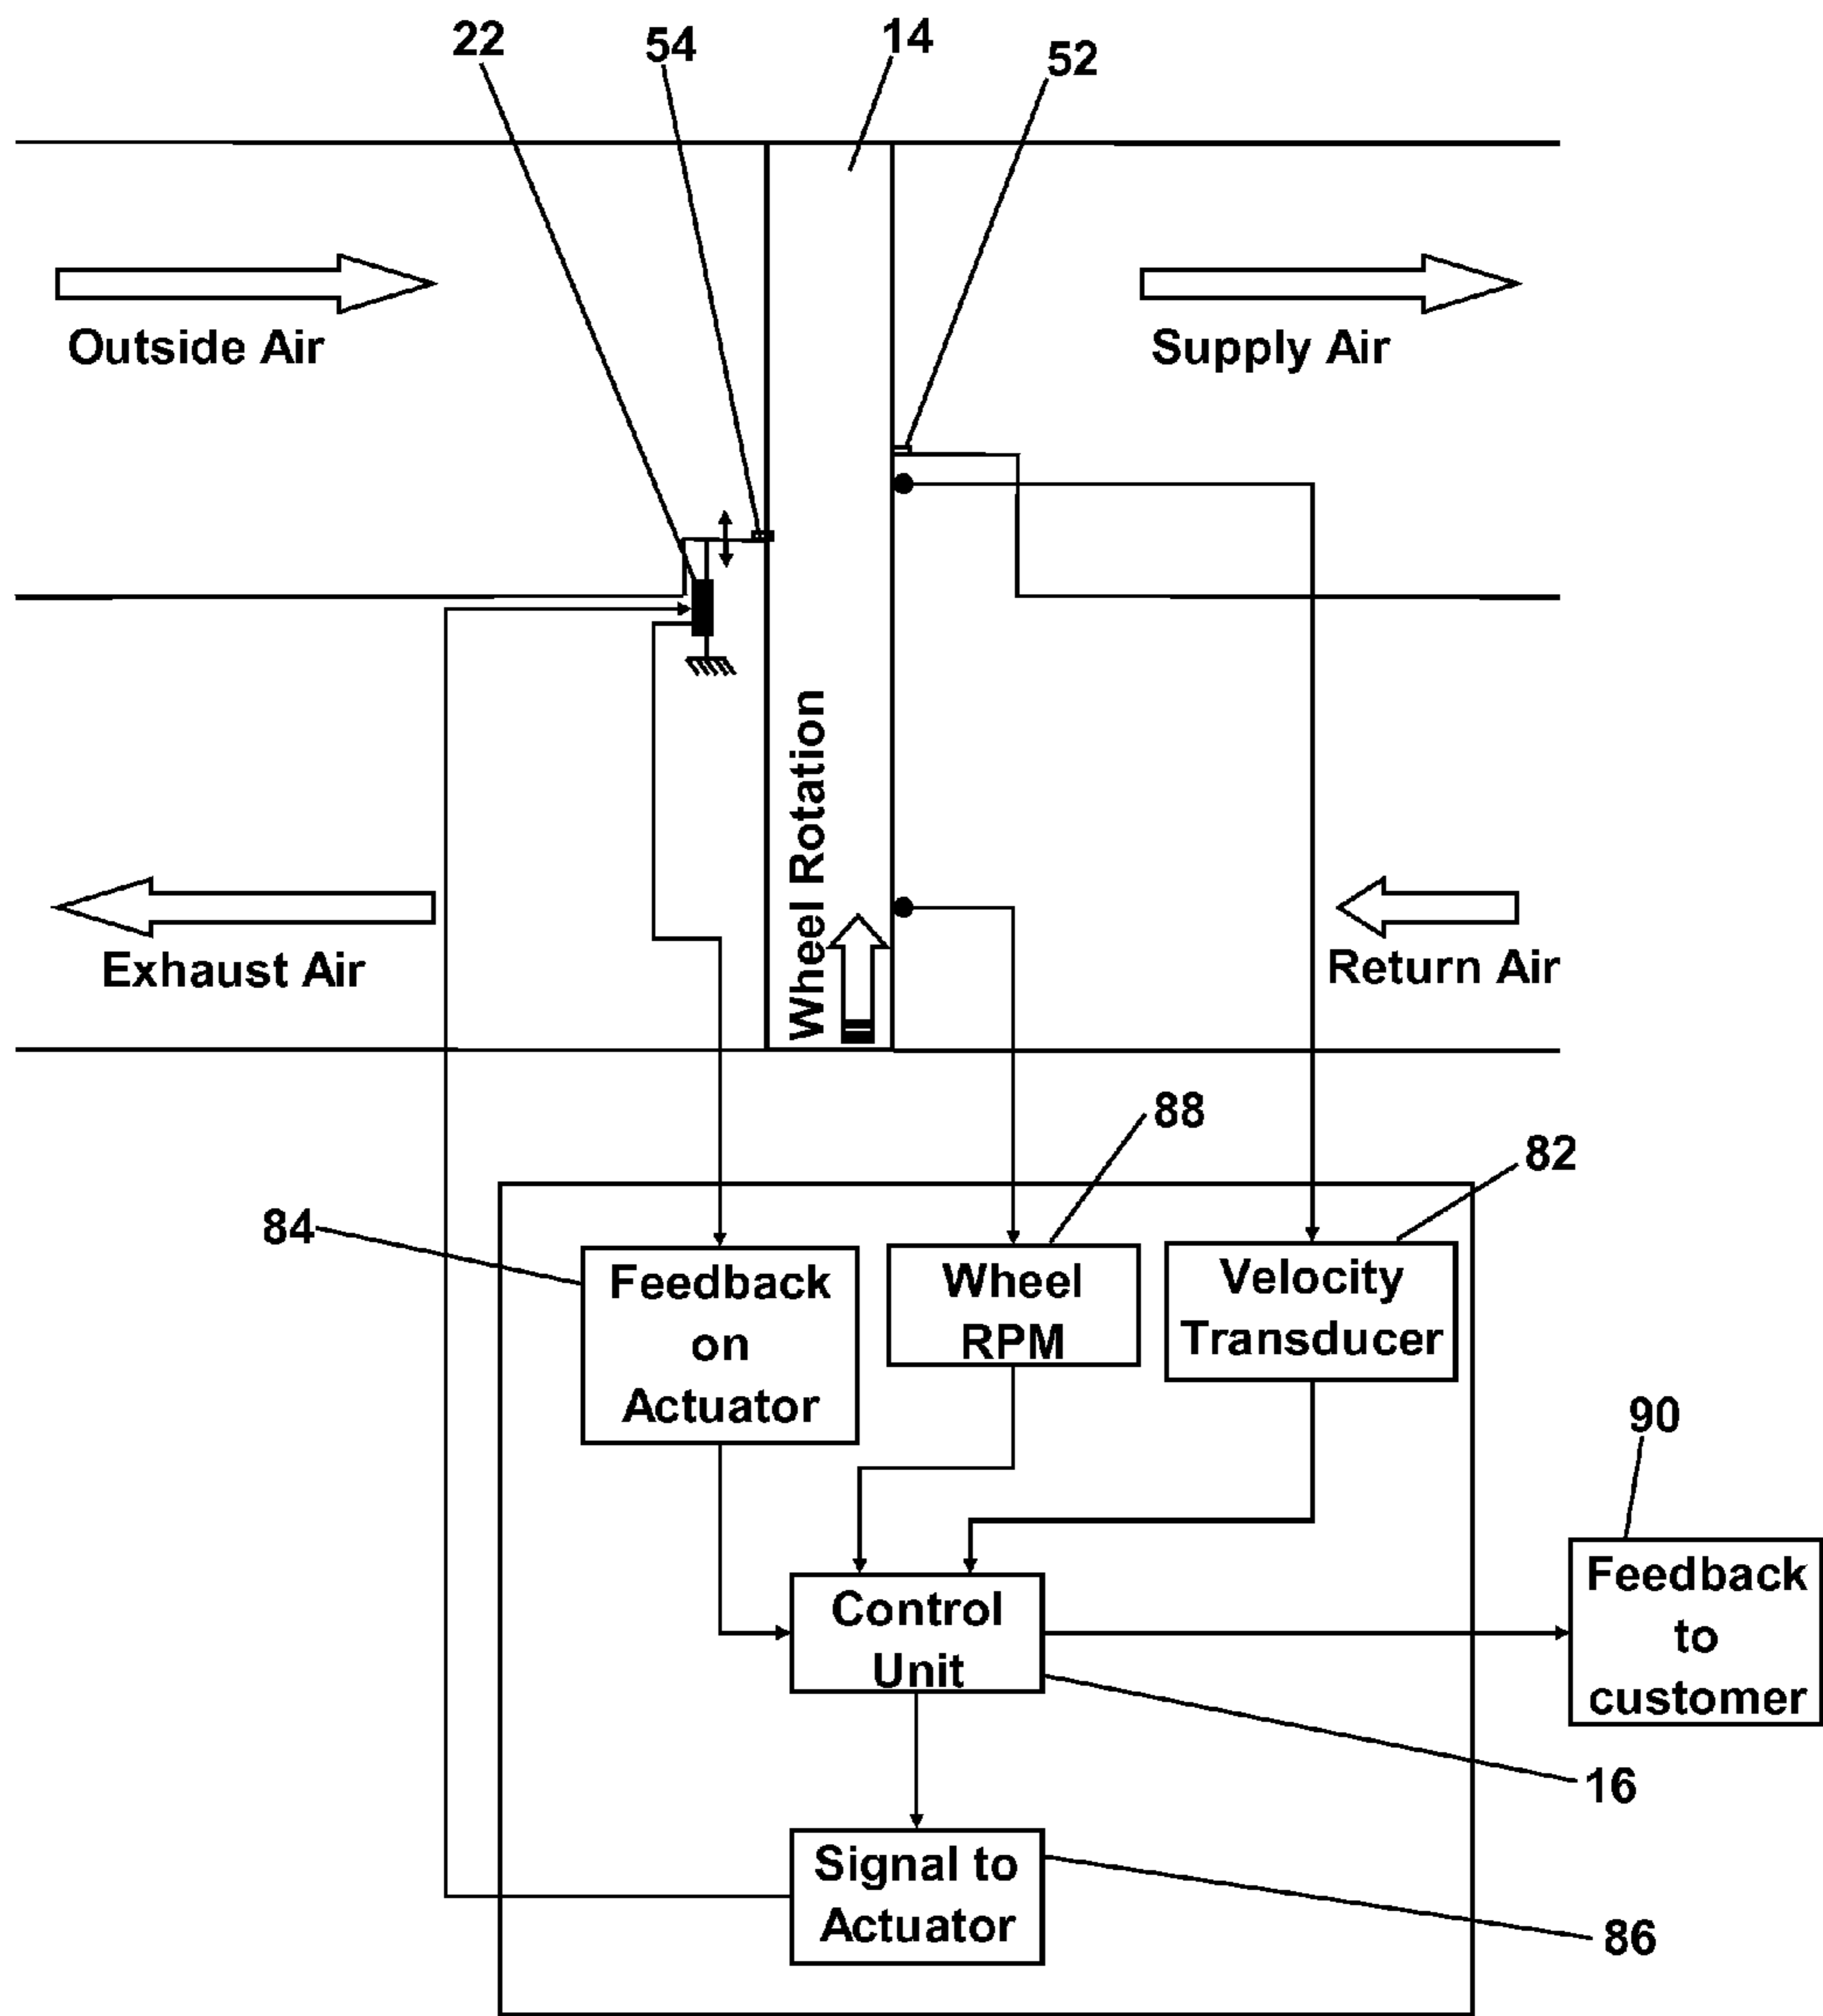 22
54
14
52
Outside Air
Supply Air
Wheel Rotation
Exhaust Air
Return Air
88
82
84
Feedback
on
Actuator
Wheel
RPM
Velocity
Transducer
90
Feedback
to
customer
Control
Unit
16
Signal to
Actuator
86